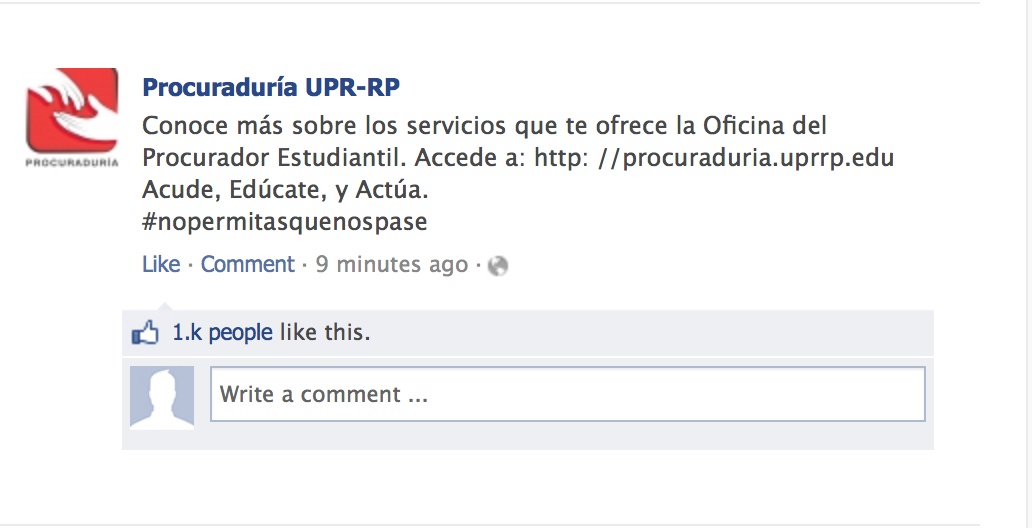 Procuraduría UPR-RP
Conoce más sobre los servicios que te ofrece la Oficina del
Procurador Estudiantil. Accede a: http: //procuraduria.uprrp.edu
Acude, Edúcate, y Actúa.
#nopermitasquenospase
PROCURADURÍA
Like · Comment · 9 minutes ago ·
1.k people like this.
Write a comment ...